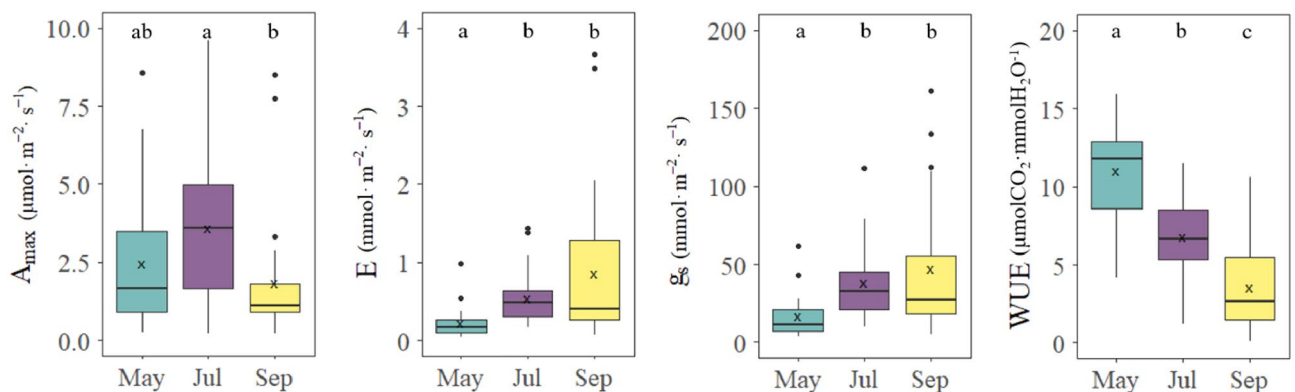 A_max (μmol· m⁻²· s⁻¹)
10.0
7.5
5.0
2.5
0.0
ab a b
x x x
May Jul Sep
E (mmol· m⁻²· s⁻¹)
4
3
2
1
0
a b b
x x x
May Jul Sep
g_s (mmol· m⁻²· s⁻¹)
200
150
100
50
0
a b b
x x x
May Jul Sep
WUE (μmolCO₂·mmolH₂O⁻¹)
20
15
10
5
0
a b c
x x x
May Jul Sep